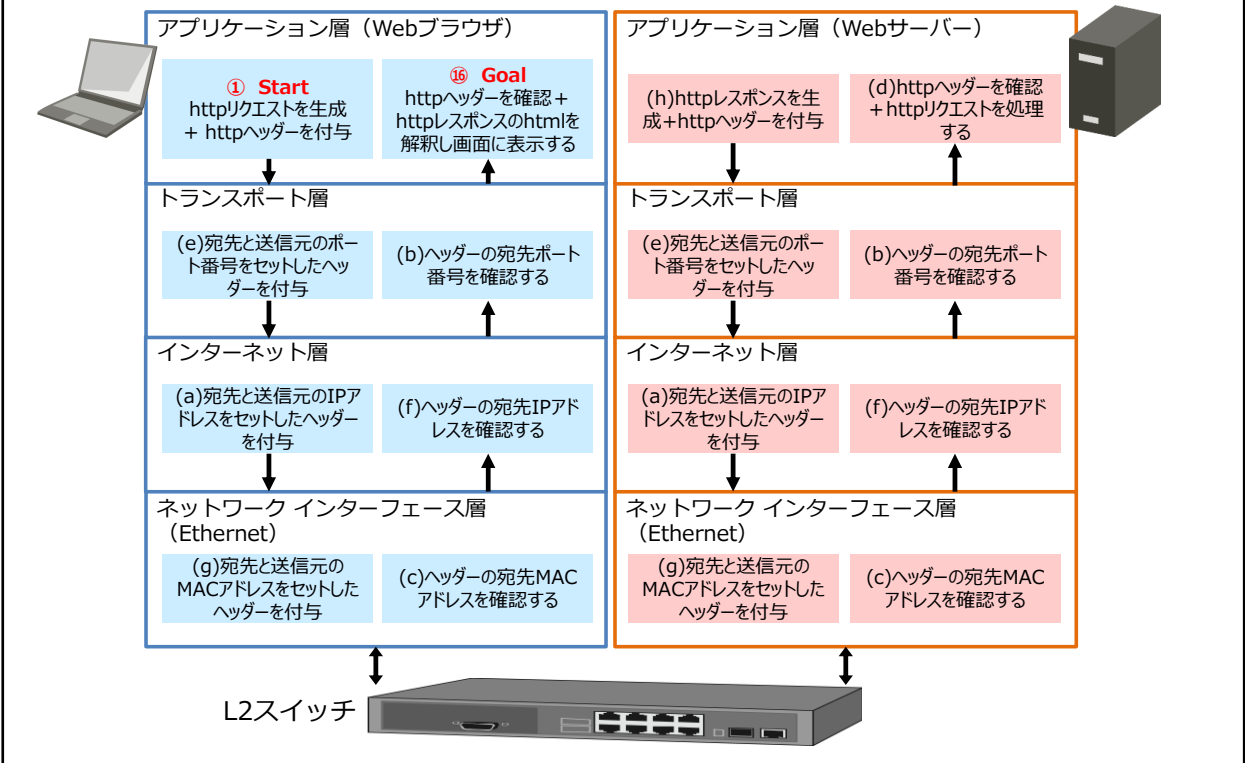 アプリケーション層（Webブラウザ）
① Start
httpリクエストを生成
+ httpヘッダーを付与
⑯ Goal
httpヘッダーを確認＋
httpレスポンスのhtmlを
解釈し画面に表示する
トランスポート層
(e)宛先と送信元のポー
ト番号をセットしたヘッ
ダーを付与
(b)ヘッダーの宛先ポート
番号を確認する
インターネット層
(a)宛先と送信元のIPア
ドレスをセットしたヘッダー
を付与
(f)ヘッダーの宛先IPアド
レスを確認する
ネットワーク インターフェース層
（Ethernet）
(g)宛先と送信元の
MACアドレスをセットした
ヘッダーを付与
(c)ヘッダーの宛先MAC
アドレスを確認する
アプリケーション層（Webサーバー）
(h)httpレスポンスを生
成＋httpヘッダーを付与
(d)httpヘッダーを確認
＋httpリクエストを処理
する
トランスポート層
(e)宛先と送信元のポー
ト番号をセットしたヘッ
ダーを付与
(b)ヘッダーの宛先ポート
番号を確認する
インターネット層
(a)宛先と送信元のIPア
ドレスをセットしたヘッダー
を付与
(f)ヘッダーの宛先IPアド
レスを確認する
ネットワーク インターフェース層
（Ethernet）
(g)宛先と送信元の
MACアドレスをセットした
ヘッダーを付与
(c)ヘッダーの宛先MAC
アドレスを確認する
L2スイッチ